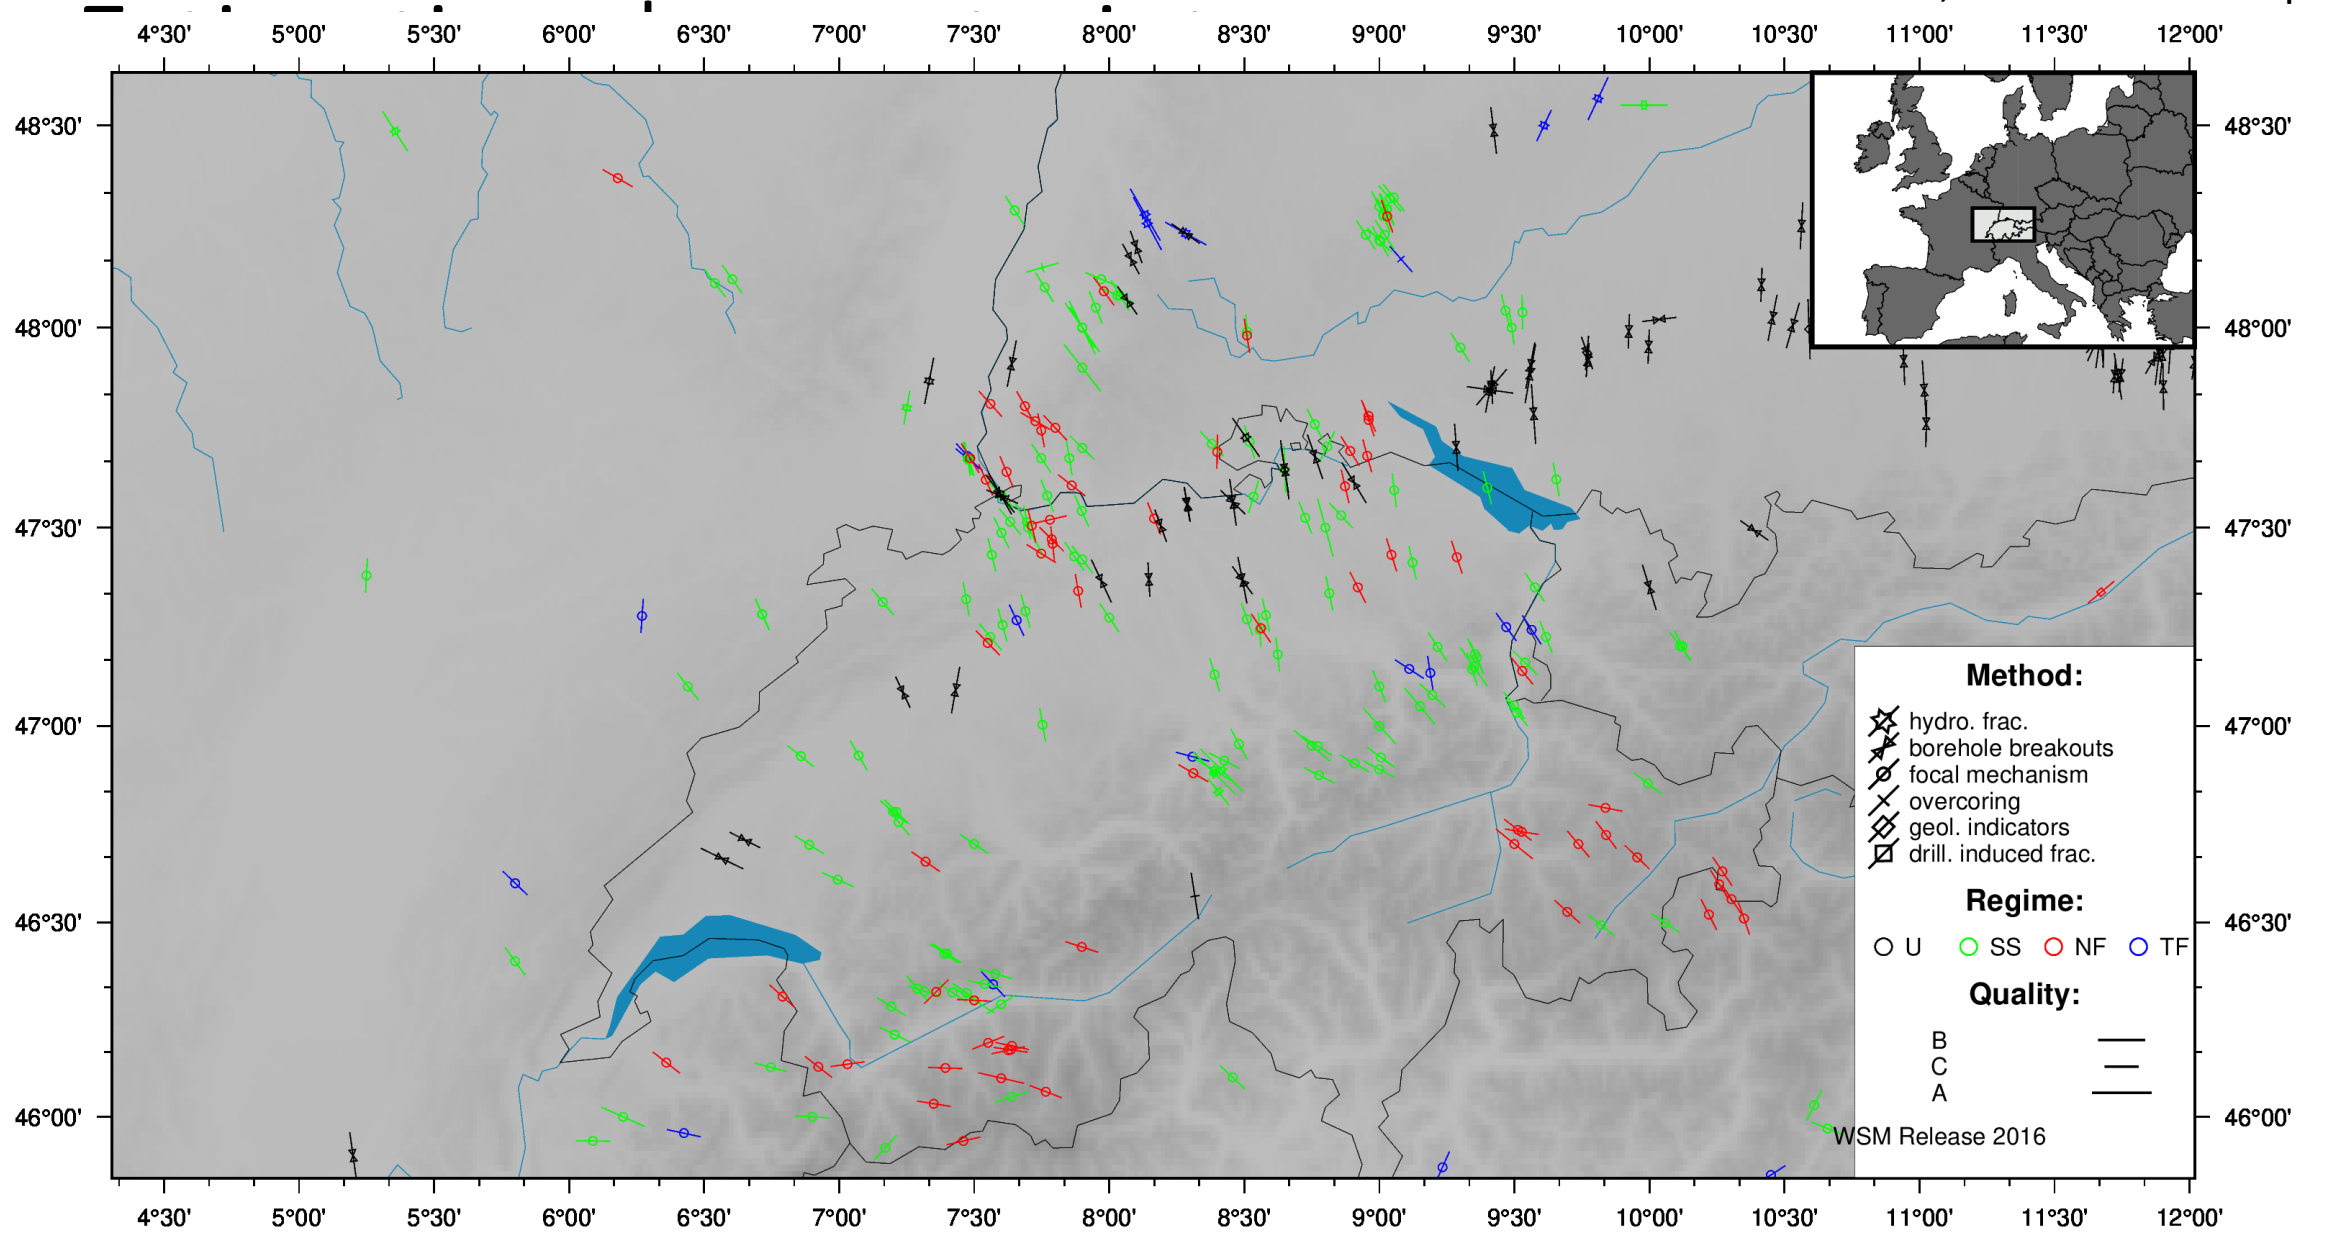 4°30' 5°00' 5°30' 6°00' 6°30' 7°00' 7°30' 8°00' 8°30' 9°00' 9°30' 10°00' 10°30' 11°00' 11°30' 12°00'
48°30' 48°30'
48°00' 48°00'
47°30' 47°30'
47°00' 47°00'
46°30' 46°30'
46°00' 46°00'
Method:
hydro. frac.
borehole breakouts
focal mechanism
overcoring
geol. indicators
drill. induced frac.
Regime:
U SS NF TF
Quality:
B
C
A
WSM Release 2016
4°30' 5°00' 5°30' 6°00' 6°30' 7°00' 7°30' 8°00' 8°30' 9°00' 9°30' 10°00' 10°30' 11°00' 11°30' 12°00'